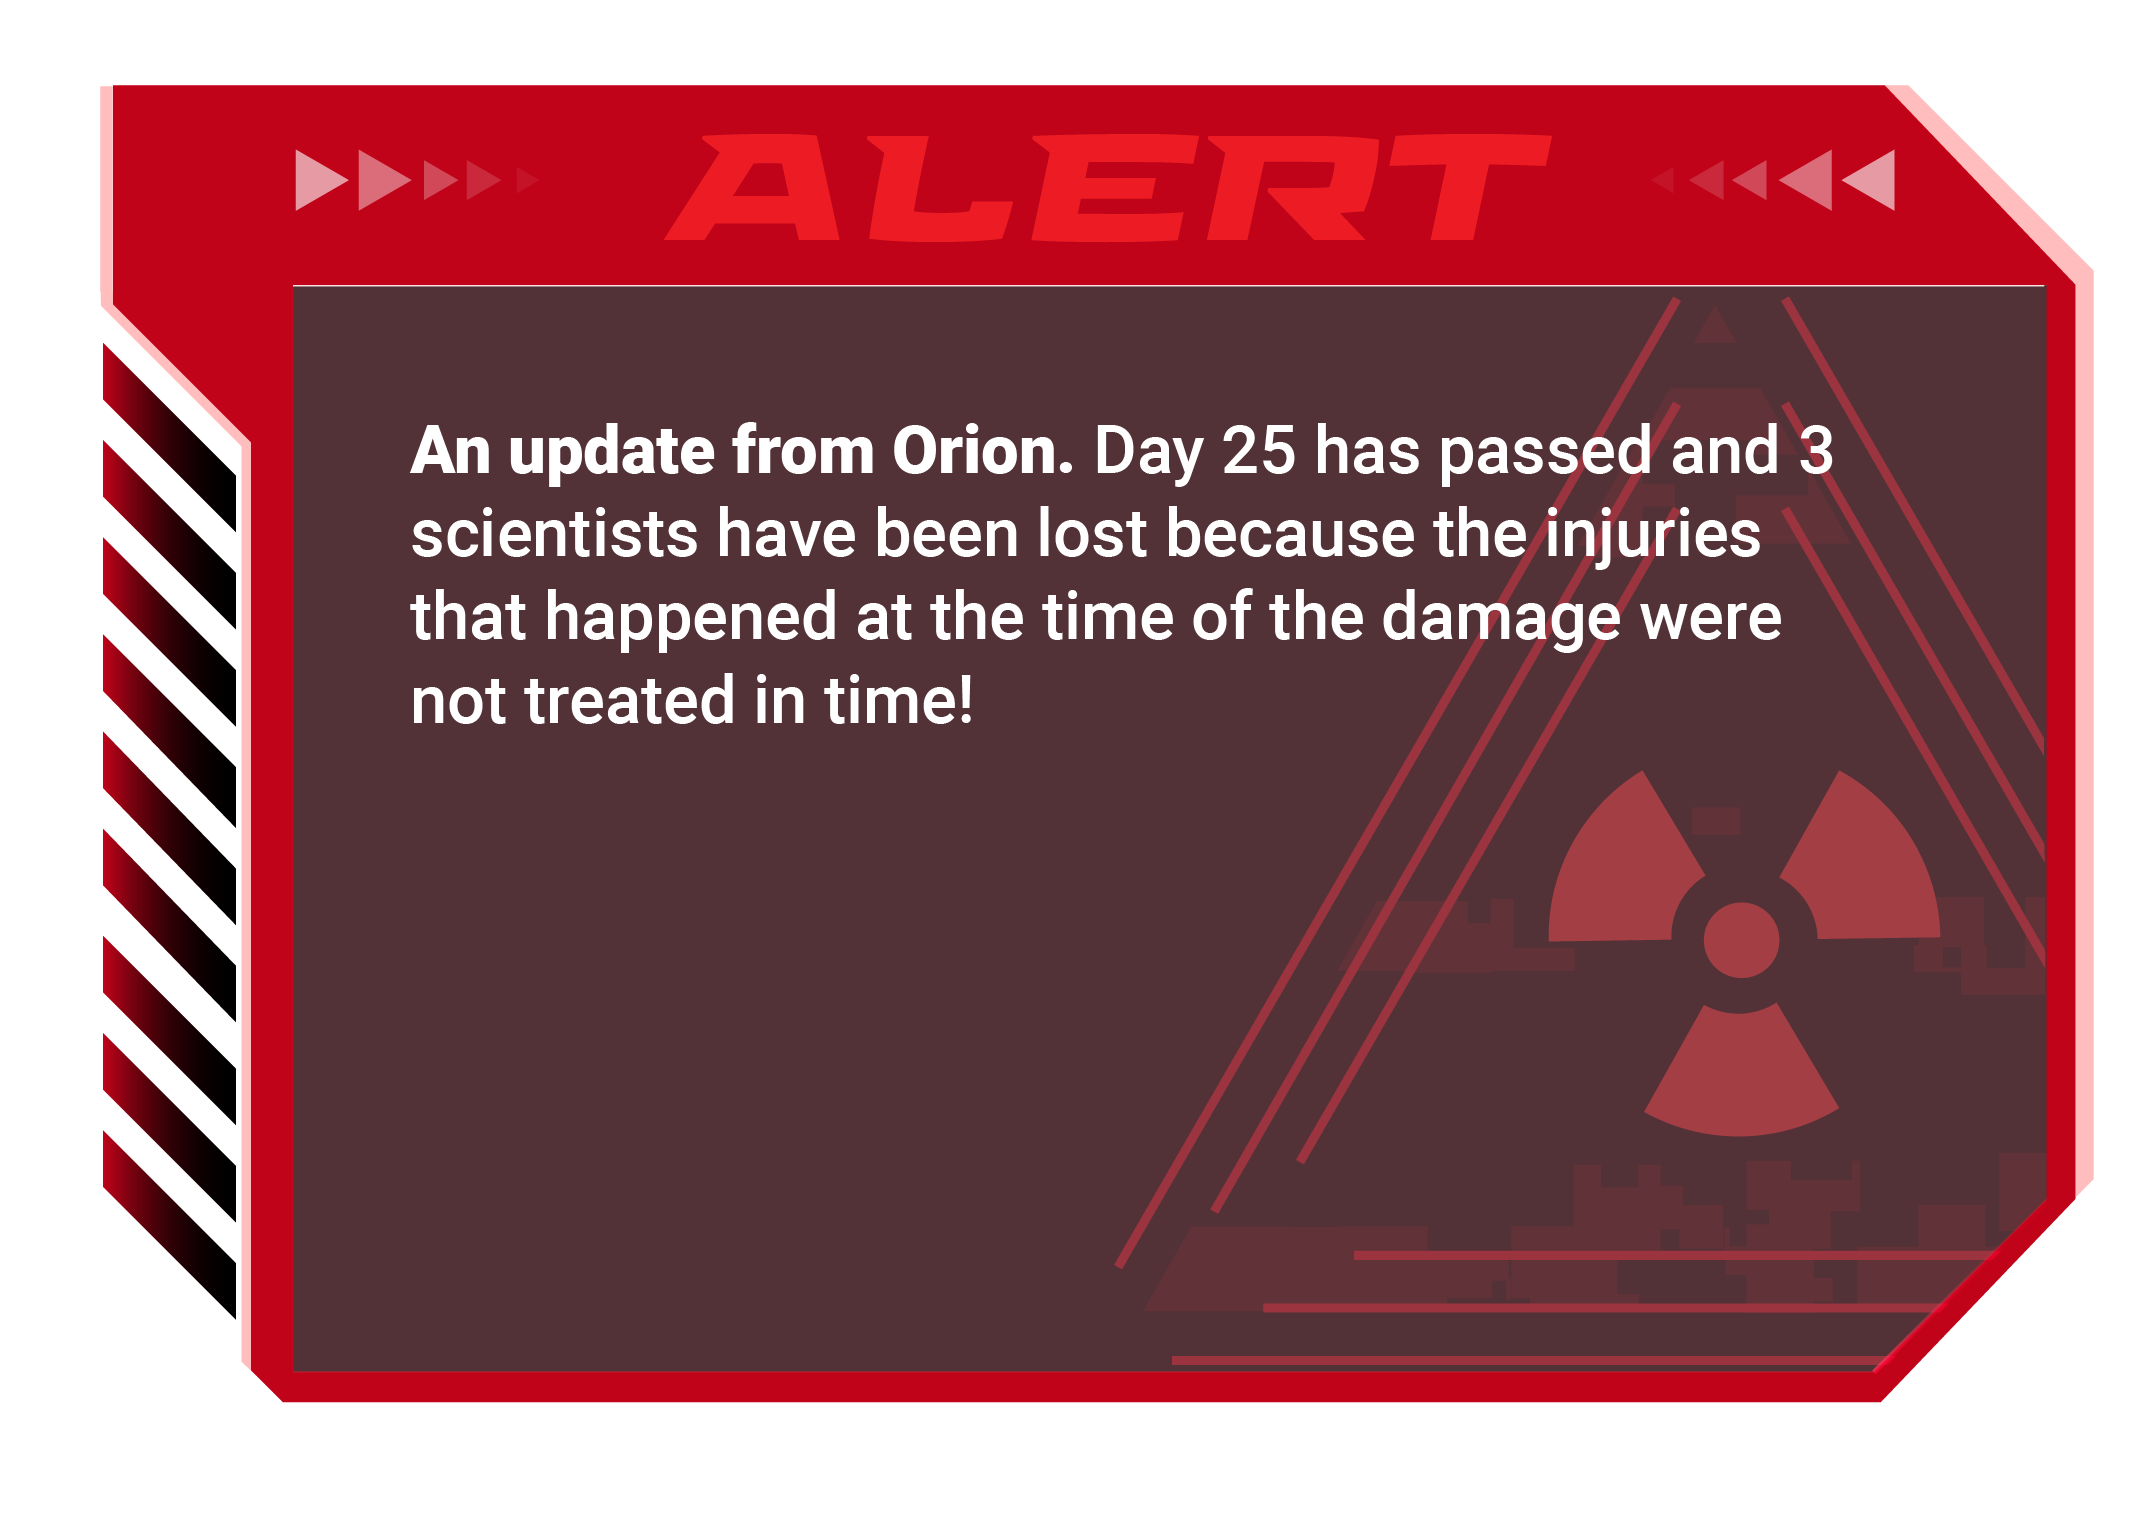 ALERT
An update from Orion. Day 25 has passed and 3
scientists have been lost because the injuries
that happened at the time of the damage were
not treated in time!